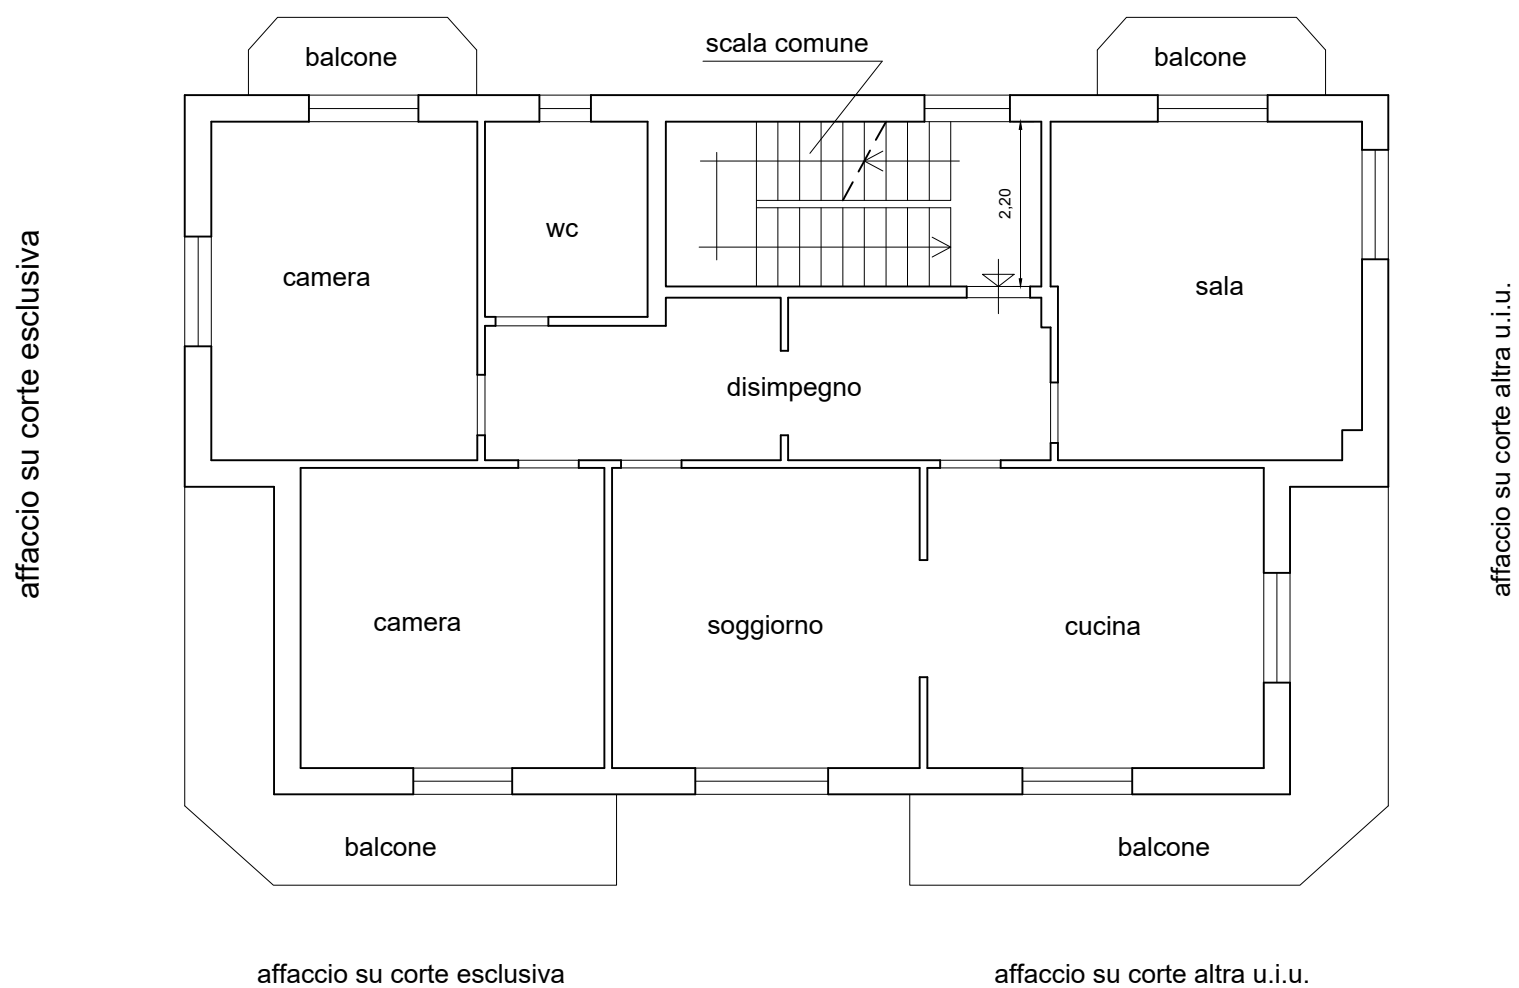 scala comune
balcone
balcone
2,20
wc
camera
sala
disimpegno
camera
soggiorno
cucina
balcone
balcone
affaccio su corte esclusiva
affaccio su corte altra u.i.u.
affaccio su corte esclusiva
affaccio su corte altra u.i.u.